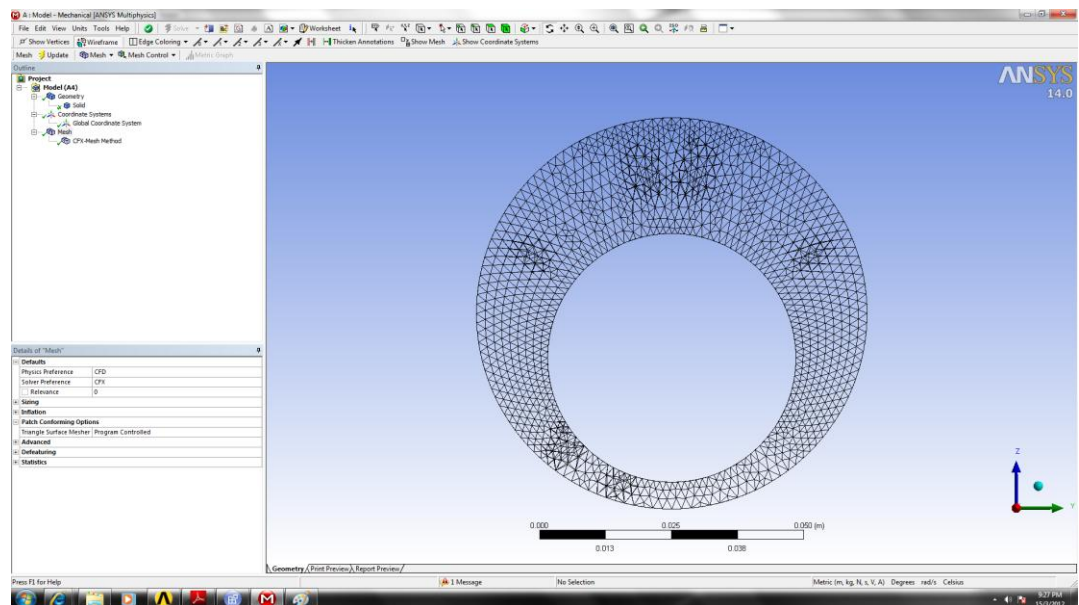 A : Model - Mechanical [ANSYS Multiphysics]
File Edit View Units Tools Help Solve Worksheet
Show Vertices Wireframe Edge Coloring Thicken Annotations Show Mesh Show Coordinate Systems
Mesh Update Mesh Mesh Control Metric Graph
Outline
Project
Model (A4)
Geometry
Solid
Coordinate Systems
Global Coordinate System
Mesh
CFX-Mesh Method
ANSYS
14.0
Details of "Mesh"
Defaults
Physics Preference CFD
Solver Preference CFX
Relevance 0
Sizing
Inflation
Patch Conforming Options
Triangle Surface Mesher Program Controlled
Advanced
Defeaturing
Statistics
Z
Y
0.000 0.025 0.050 (m)
0.013 0.038
Geometry Print Preview Report Preview
Press F1 for Help 1 Message No Selection Metric (m, kg, N, s, V, A) Degrees rad/s Celsius
9:27 PM
15/3/2012